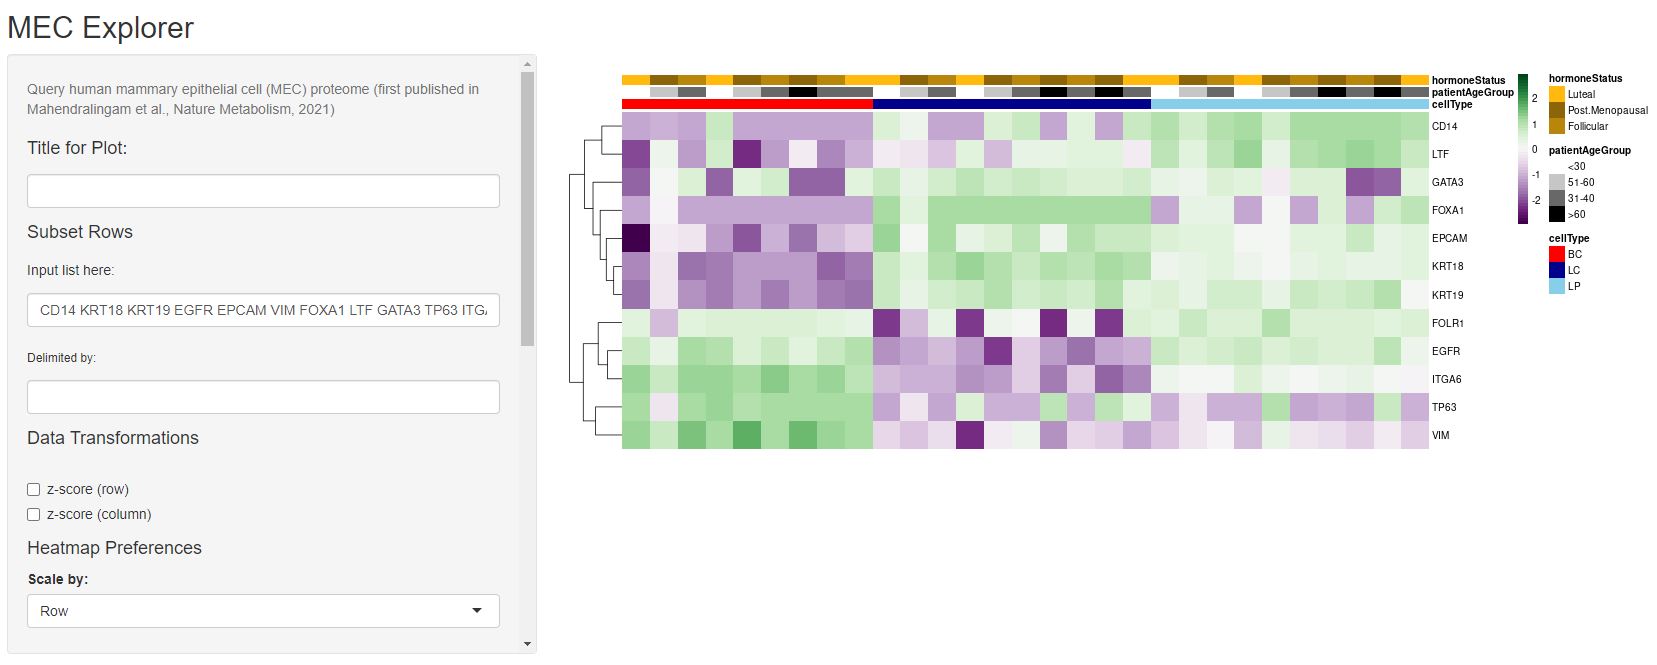 MEC Explorer
Query human mammary epithelial cell (MEC) proteome (first published in
Mahendralingam et al., Nature Metabolism, 2021)
Title for Plot:
Subset Rows
Input list here:
CD14 KRT18 KRT19 EGFR EPCAM VIM FOXA1 LTF GATA3 TP63 ITGA
Delimited by:
Data Transformations
z-score (row)
z-score (column)
Heatmap Preferences
Scale by:
Row
hormoneStatus
patientAgeGroup
cellType
CD14
LTF
GATA3
FOXA1
EPCAM
KRT18
KRT19
FOLR1
EGFR
ITGA6
TP63
VIM
2
1
0
-1
-2
hormoneStatus
Luteal
Post.Menopausal
Follicular
patientAgeGroup
<30
51-60
31-40
>60
cellType
BC
LC
LP